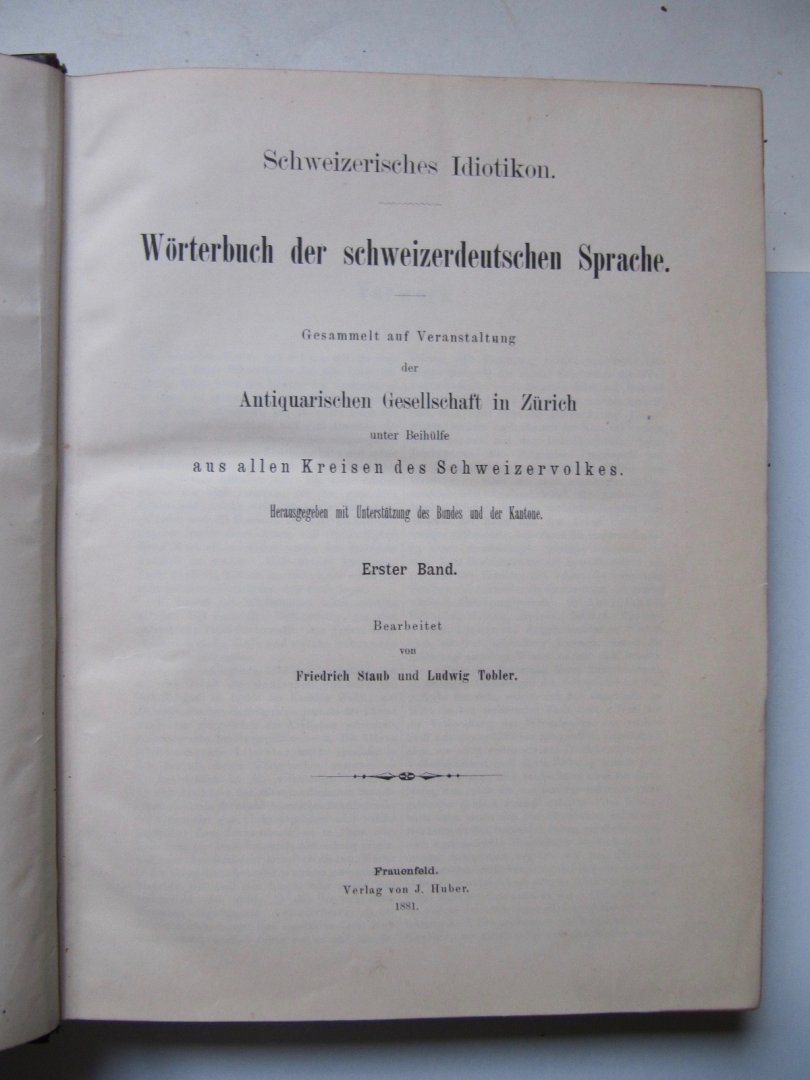 Schweizerisches Idiotikon.
Wörterbuch der schweizerdeutschen Sprache.
Gesammelt auf Veranstaltung
der
Antiquarischen Gesellschaft in Zürich
unter Beihülfe
aus allen Kreisen des Schweizervolkes.
Herausgegeben mit Unterstützung des Bundes und der Kantone.
Erster Band.
Bearbeitet
von
Friedrich Staub und Ludwig Tobler.
Frauenfeld.
Verlag von J. Huber.
1881.